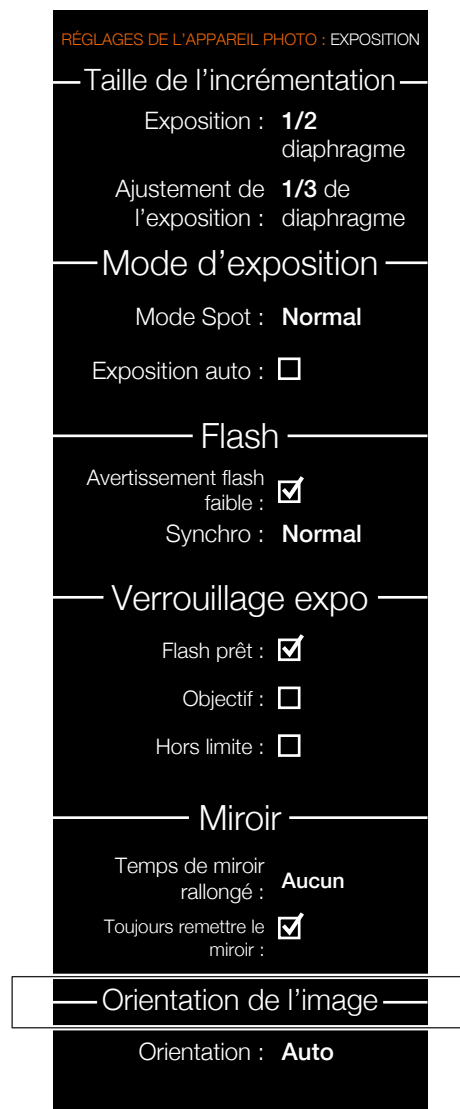 RÉGLAGES DE L'APPAREIL PHOTO : EXPOSITION
Taille de l'incrémentation
Exposition : 1/2
diaphragme
Ajustement de 1/3 de
l'exposition : diaphragme
Mode d'exposition
Mode Spot : Normal
Exposition auto :
Flash
Avertissement flash
faible :
Synchro : Normal
Verrouillage expo
Flash prêt :
Objectif :
Hors limite :
Miroir
Temps de miroir
rallongé : Aucun
Toujours remettre le
miroir :
Orientation de l'image
Orientation : Auto